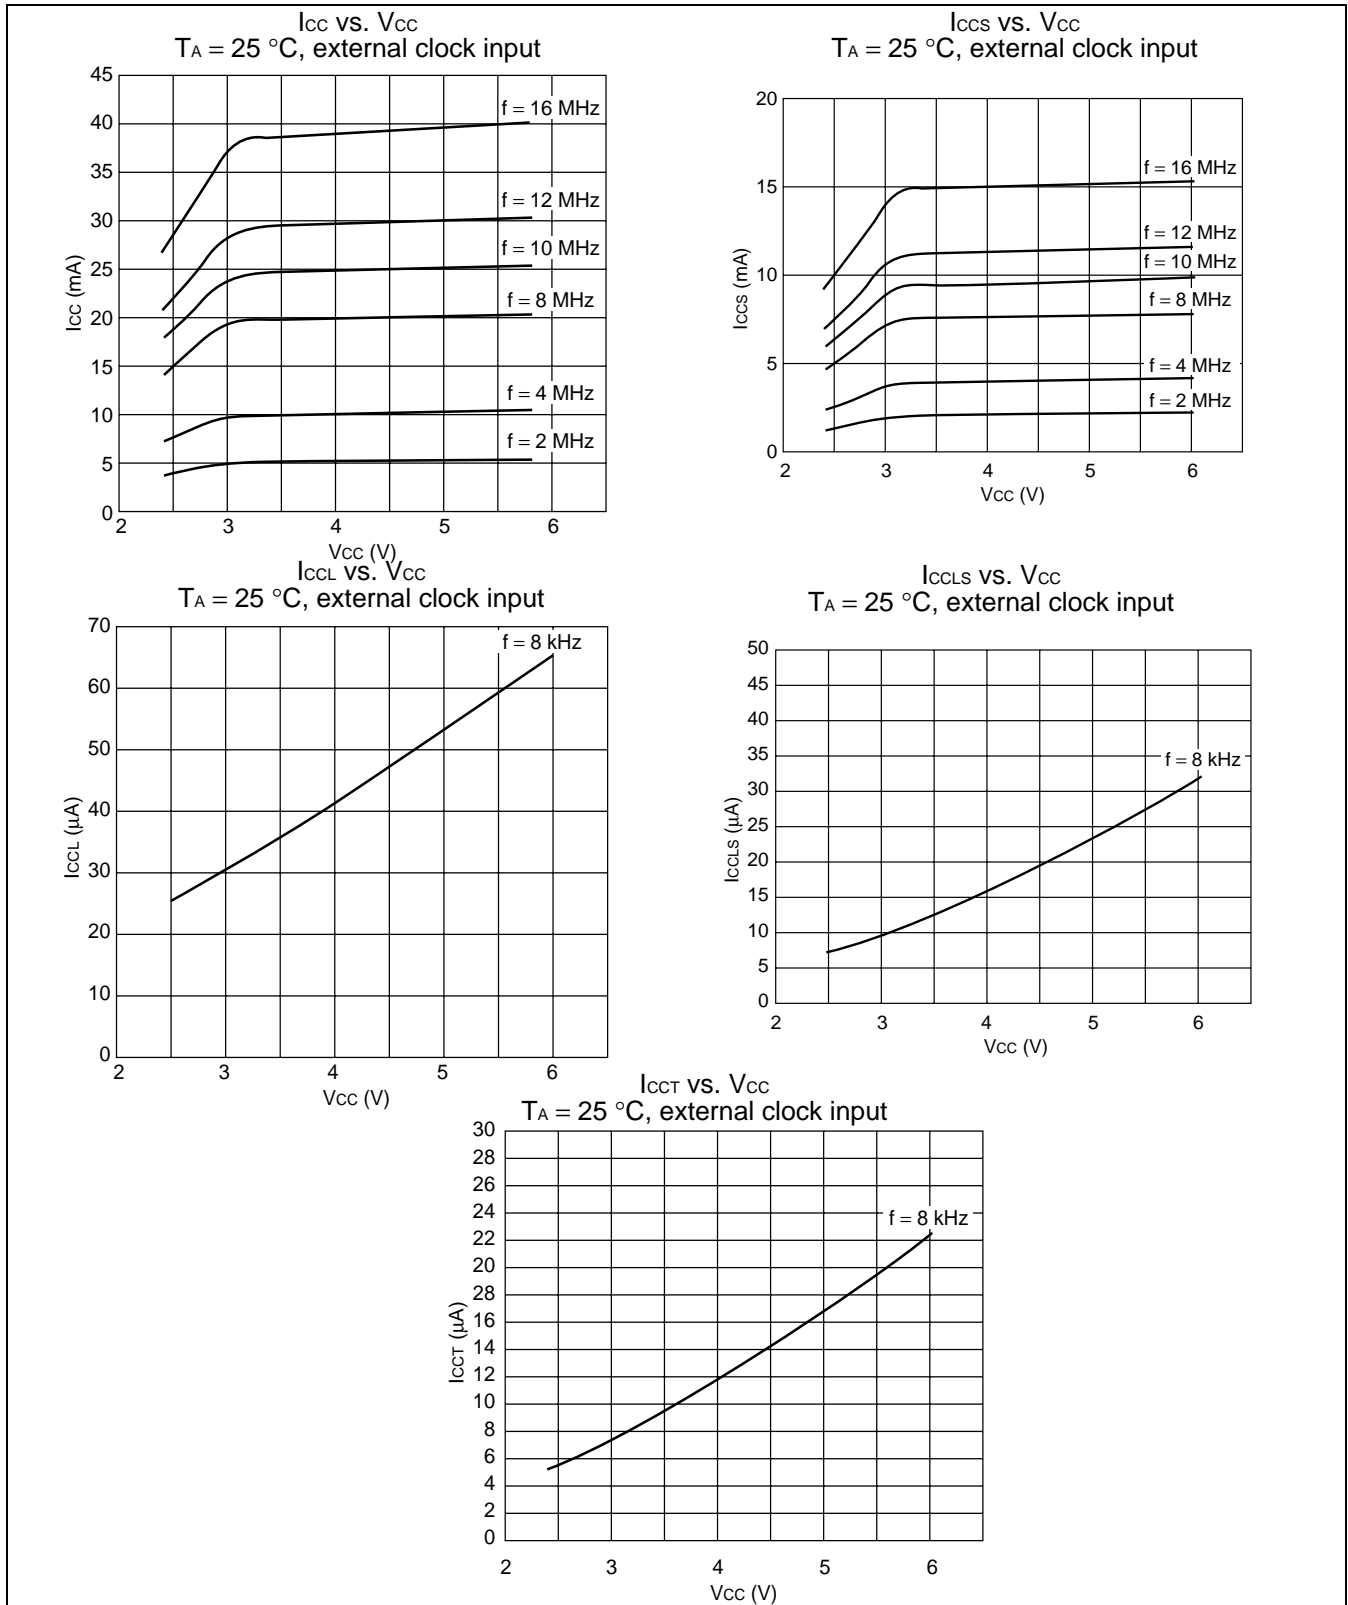 ICC vs. VCC
TA = 25 °C, external clock input
45
40
35
30
25
20
15
10
5
0
ICC (mA)
f = 16 MHz
f = 12 MHz
f = 10 MHz
f = 8 MHz
f = 4 MHz
f = 2 MHz
2 3 4 5 6
VCC (V)
ICCS vs. VCC
TA = 25 °C, external clock input
20
15
10
5
0
ICCS (mA)
f = 16 MHz
f = 12 MHz
f = 10 MHz
f = 8 MHz
f = 4 MHz
f = 2 MHz
2 3 4 5 6
VCC (V)
ICCL vs. VCC
TA = 25 °C, external clock input
70
60
50
40
30
20
10
0
ICCL (µA)
f = 8 kHz
2 3 4 5 6
VCC (V)
ICCLS vs. VCC
TA = 25 °C, external clock input
50
45
40
35
30
25
20
15
10
5
0
ICCLS (µA)
f = 8 kHz
2 3 4 5 6
VCC (V)
ICCT vs. VCC
TA = 25 °C, external clock input
30
28
26
24
22
20
28
16
14
12
10
8
6
4
2
0
ICCT (µA)
f = 8 kHz
2 3 4 5 6
VCC (V)